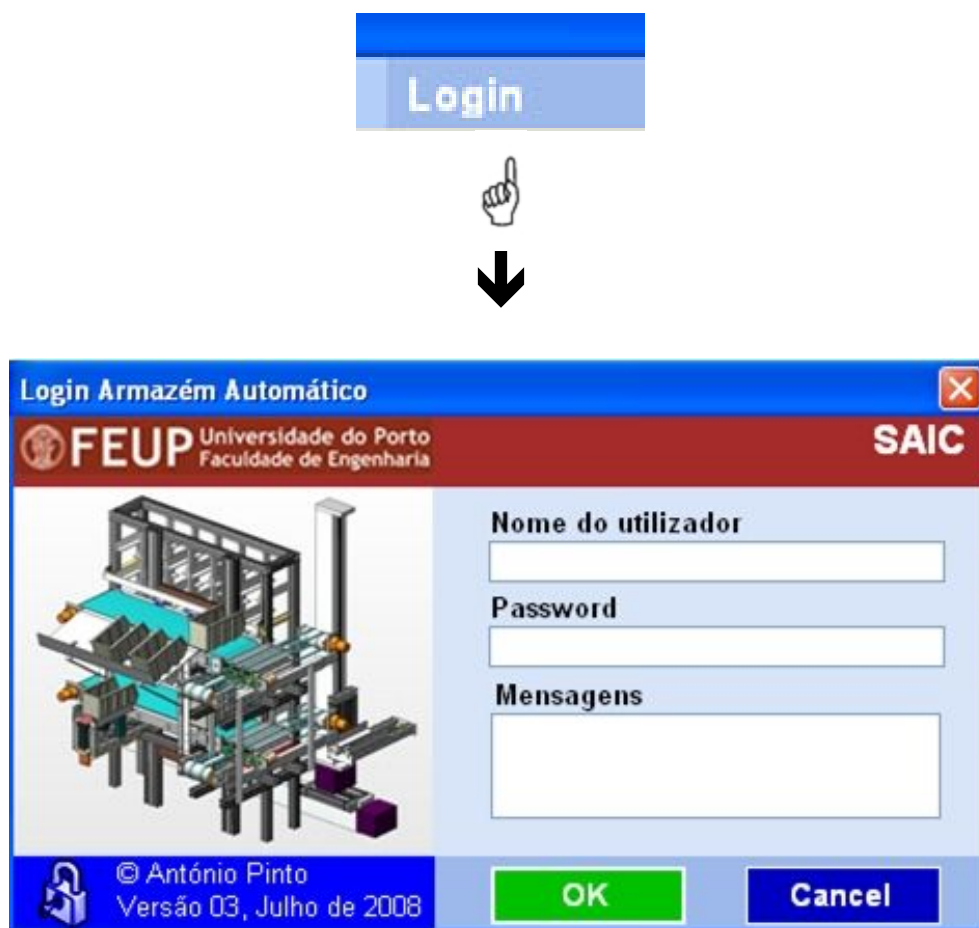 Login
Login Armazém Automático
FEUP Universidade do Porto
Faculdade de Engenharia
SAIC
Nome do utilizador
Password
Mensagens
© António Pinto
Versão 03, Julho de 2008
OK
Cancel